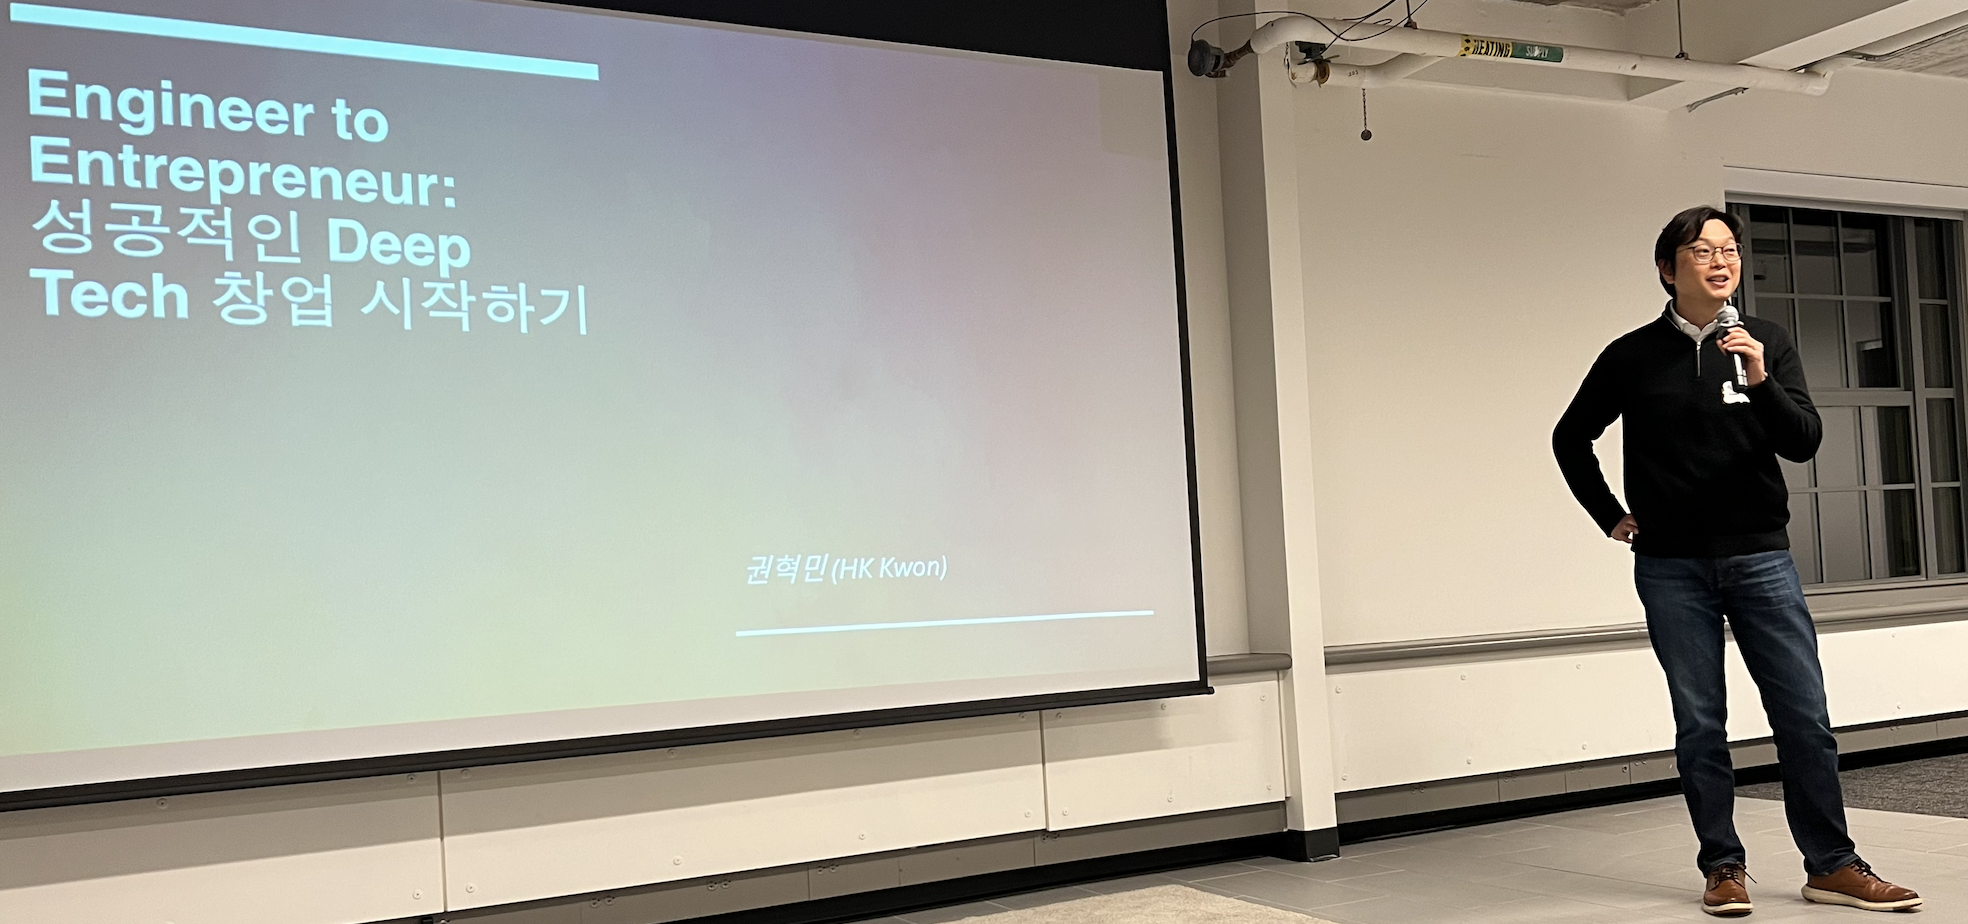 Engineer to
Entrepreneur:
성공적인 Deep
Tech 창업 시작하기
권혁민 (HK Kwon)
HEATING SUPPLY